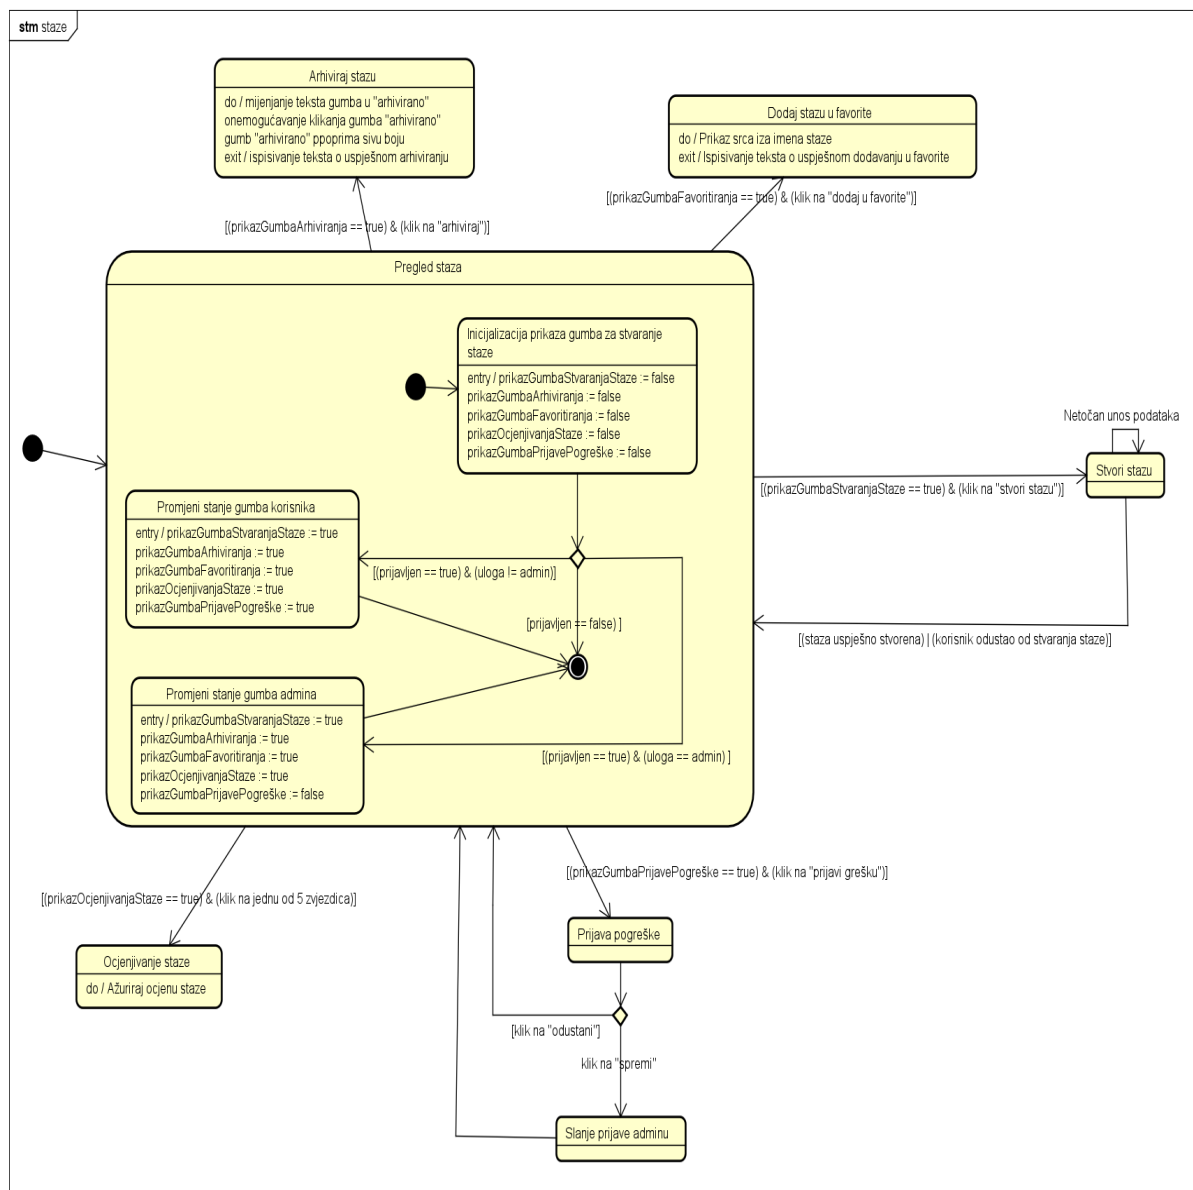 stm staze
Arhiviraj stazu
do / mijenjanje teksta gumba u "arhivirano"
onemogućavanje klikanja gumba "arhivirano"
gumb "arhivirano" ppoprima sivu boju
exit / ispisivanje teksta o uspješnom arhiviranju
Dodaj stazu u favorite
do / Prikaz srca iza imena staze
exit / Ispisivanje teksta o uspješnom dodavanju u favorite
[(prikazGumbaFavoritiranja == true) & (klik na "dodaj u favorite")]
[(prikazGumbaArhiviranja == true) & (klik na "arhiviraj")]
Pregled staza
Inicijalizacija prikaza gumba za stvaranje
staze
entry / prikazGumbaStvaranjaStaze := false
prikazGumbaArhiviranja := false
prikazGumbaFavoritiranja := false
prikazOcjenjivanjaStaze := false
prikazGumbaPrijavePogreške := false
Netočan unos podataka
Stvori stazu
[(prikazGumbaStvaranjaStaze == true) & (klik na "stvori stazu")]
Promjeni stanje gumba korisnika
entry / prikazGumbaStvaranjaStaze := true
prikazGumbaArhiviranja := true
prikazGumbaFavoritiranja := true
prikazOcjenjivanjaStaze := true
prikazGumbaPrijavePogreške := true
[(prijavljen == true) & (uloga != admin)]
[prijavljen == false) ]
[(staza uspješno stvorena) | (korisnik odustao od stvaranja staze)]
Promjeni stanje gumba admina
entry / prikazGumbaStvaranjaStaze := true
prikazGumbaArhiviranja := true
prikazGumbaFavoritiranja := true
prikazOcjenjivanjaStaze := true
prikazGumbaPrijavePogreške := false
[(prijavljen == true) & (uloga == admin) ]
[(prikazGumbaPrijavePogreške == true) & (klik na "prijavi grešku")]
[(prikazOcjenjivanjaStaze == true) & (klik na jednu od 5 zvjezdica)]
Prijava pogreške
Ocjenjivanje staze
do / Ažuriraj ocjenu staze
[klik na "odustani"]
klik na "spremi"
Slanje prijave adminu